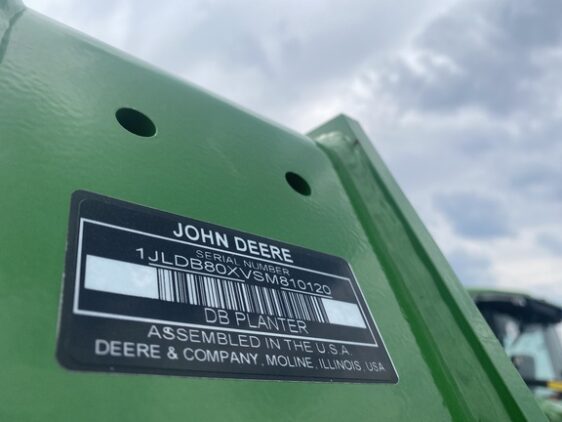 JOHN DEERE
SERIAL NUMBER
1JLDB80XVSM810120
DB PLANTER
ASSEMBLED IN THE U.S.A.
DEERE & COMPANY, MOLINE, ILLINOIS, USA